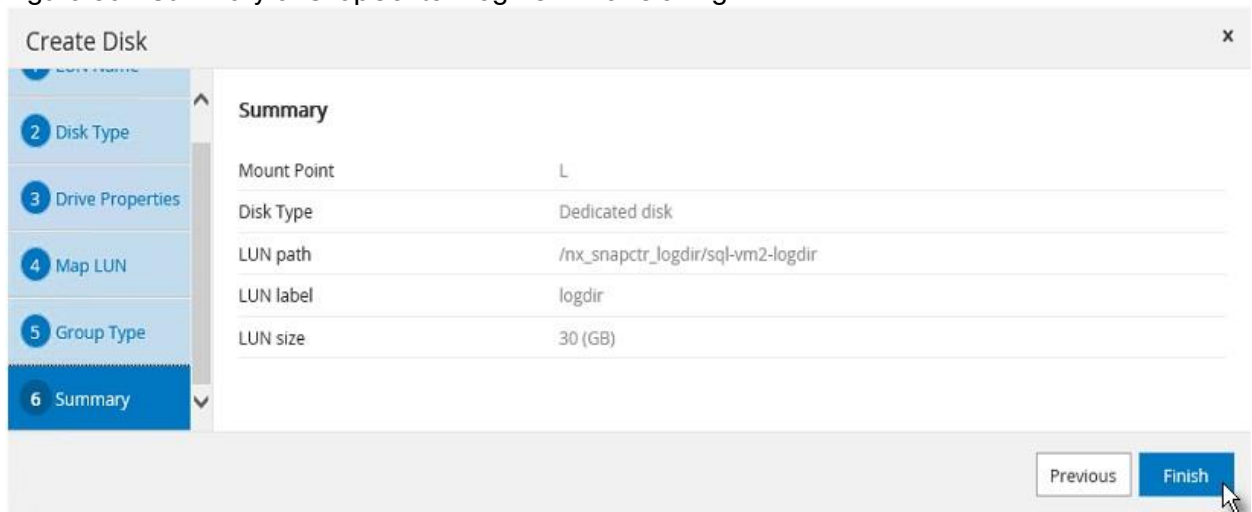 Create Disk
x
2 Disk Type
3 Drive Properties
4 Map LUN
5 Group Type
6 Summary
Summary
Mount Point L
Disk Type Dedicated disk
LUN path /nx_snapctr_logdir/sql-vm2-logdir
LUN label logdir
LUN size 30 (GB)
Previous Finish